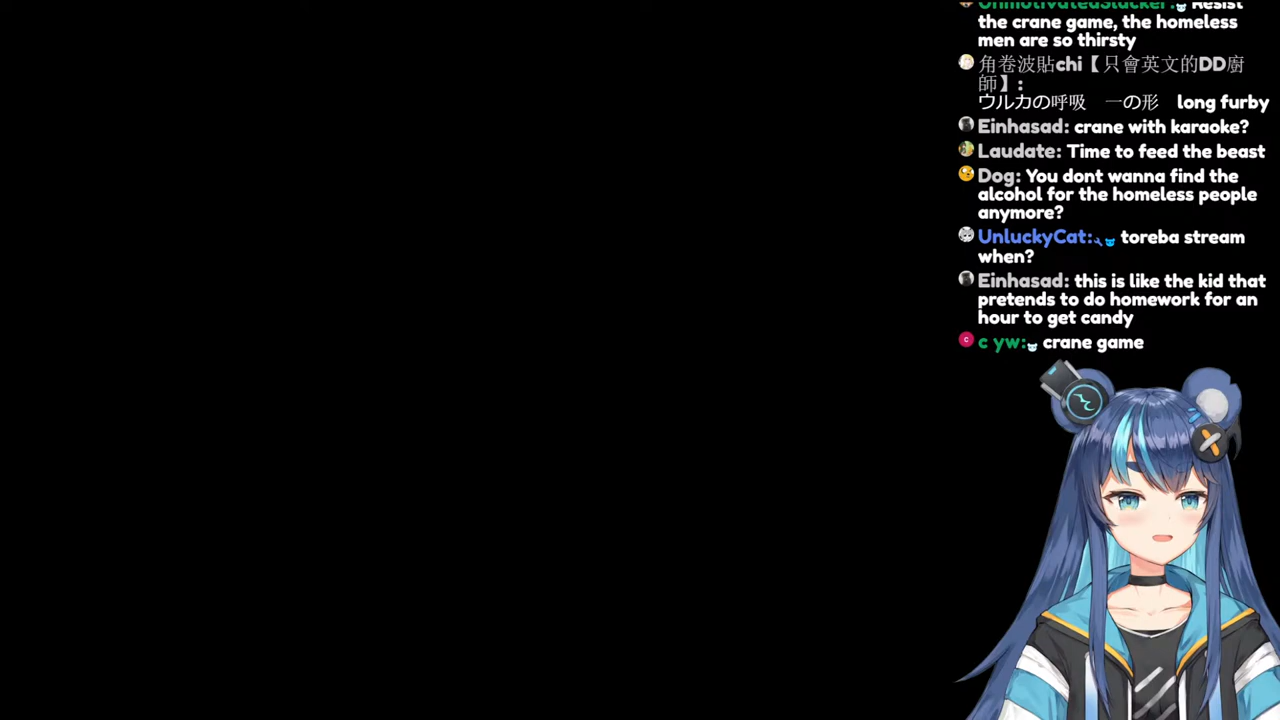 UnmotivatedSlacker: Resist
the crane game, the homeless
men are so thirsty
角巻波貼chi【只會英文的DD廚
師】:
ウルカの呼吸 一の形 long furby
Einhasad: crane with karaoke?
Laudate: Time to feed the beast
Dog: You dont wanna find the
alcohol for the homeless people
anymore?
UnluckyCat: toreba stream
when?
Einhasad: this is like the kid that
pretends to do homework for an
hour to get candy
c yw: crane game